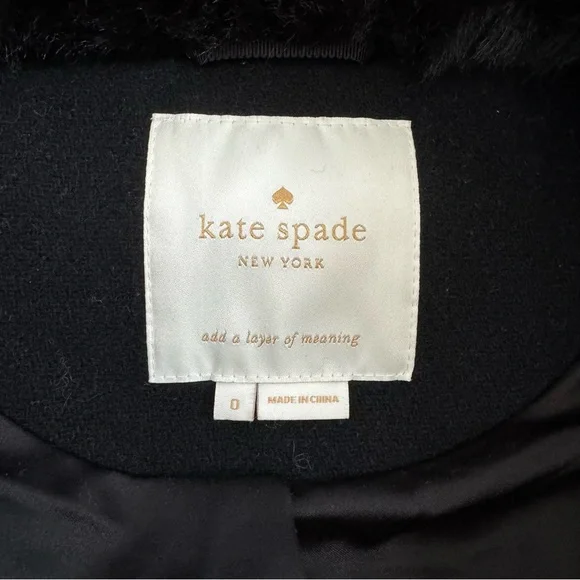 kate spade
NEW YORK
add a layer of meaning
0
MADE IN CHINA